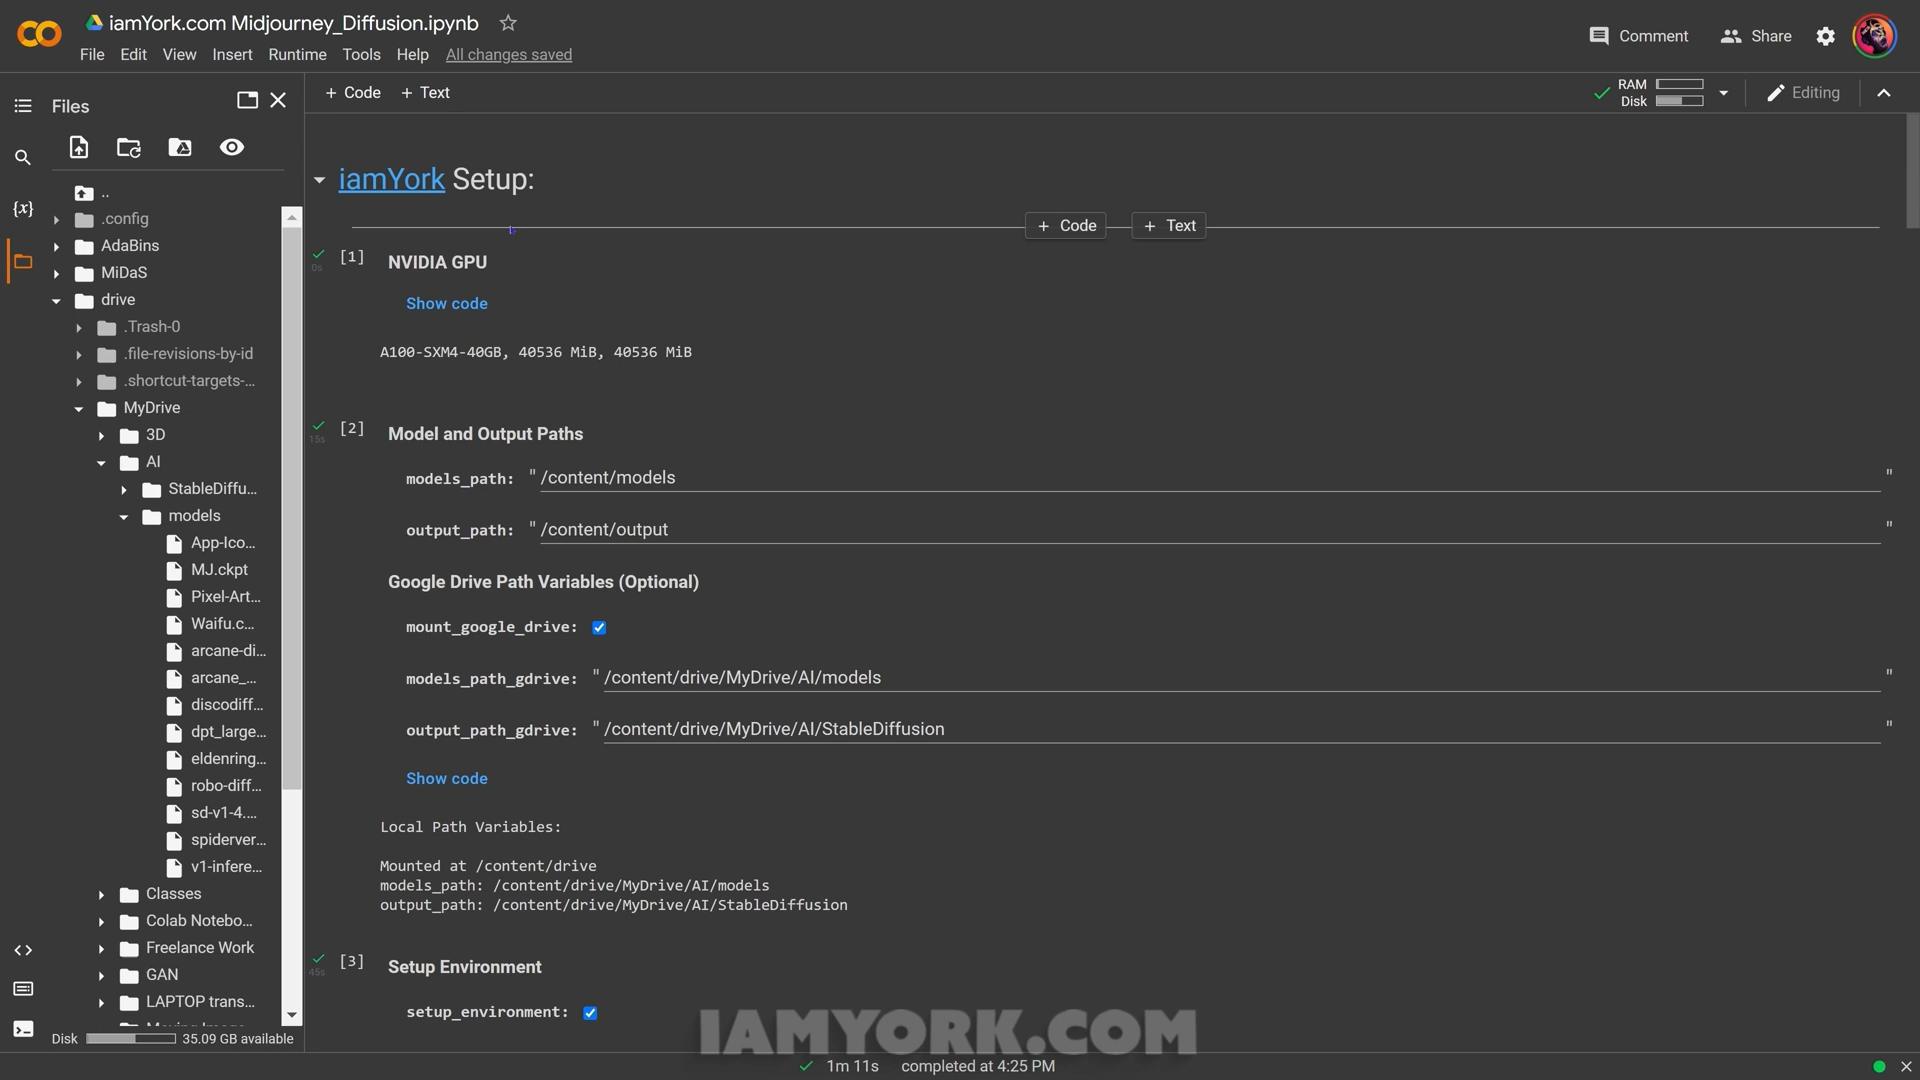 iamYork.com Midjourney_Diffusion.ipynb
File Edit View Insert Runtime Tools Help All changes saved
Comment Share
Files
+ Code + Text
RAM
Disk
Editing
..
.config
AdaBins
MiDaS
drive
.Trash-0
.file-revisions-by-id
.shortcut-targets-...
MyDrive
3D
AI
StableDiffu...
models
App-Ico...
MJ.ckpt
Pixel-Art...
Waifu.c...
arcane-di...
arcane_...
discodiff...
dpt_large...
eldenring...
robo-diff...
sd-v1-4....
spiderver...
v1-infere...
Classes
Colab Notebo...
Freelance Work
GAN
LAPTOP trans...
Disk 35.09 GB available
iamYork Setup:
+ Code + Text
[1] NVIDIA GPU
0s
Show code
A100-SXM4-40GB, 40536 MiB, 40536 MiB
[2] Model and Output Paths
15s
models_path: "/content/models"
output_path: "/content/output"
Google Drive Path Variables (Optional)
mount_google_drive:
models_path_gdrive: "/content/drive/MyDrive/AI/models"
output_path_gdrive: "/content/drive/MyDrive/AI/StableDiffusion"
Show code
Local Path Variables:
Mounted at /content/drive
models_path: /content/drive/MyDrive/AI/models
output_path: /content/drive/MyDrive/AI/StableDiffusion
[3] Setup Environment
45s
setup_environment:
IAMYORK.COM
1m 11s completed at 4:25 PM